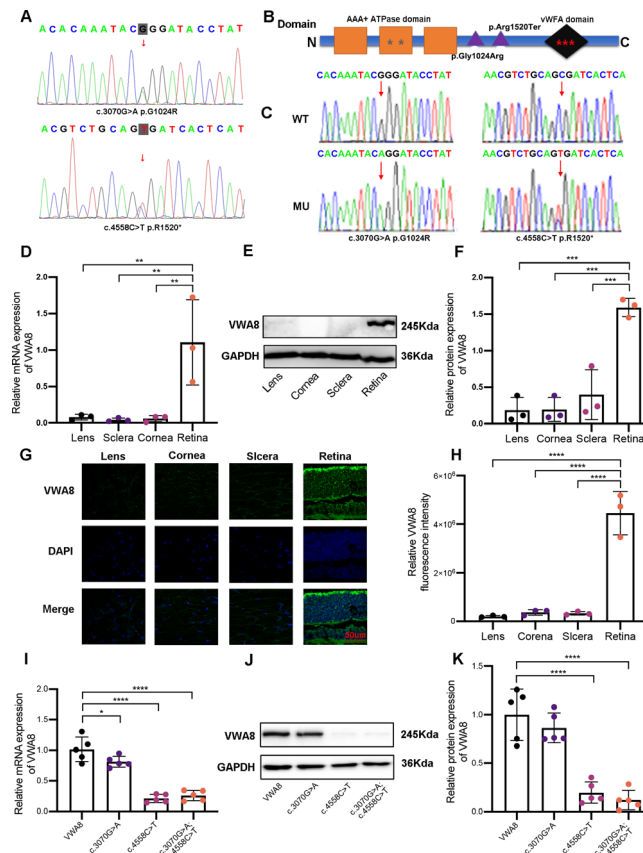 A
ACACAAATACGGGATACCTAT
c.3070G>A p.G1024R
ACGTCTGCAGTGATCACTCAT
c.4558C>T p.R1520*
B
Domain
AAA+ ATPase domain
p.Arg1520Ter
vWFA domain
N
* *
***
C
p.Gly1024Arg
C
CACAAATACGGGATACCTAT
AACGTCTGCAGCGATCACTCA
WT
CACAAATACAGGATACCTAT
AACGTCTGCAGTGATCACTCA
MU
c.3070G>A p.G1024R
c.4558C>T p.R1520*
D
Relative mRNA expression
of VWA8
2.0
1.5
1.0
0.5
0.0
**
**
**
Lens
Sclera
Cornea
Retina
E
VWA8
245Kda
GAPDH
36Kda
Lens
Cornea
Sclera
Retina
F
Relative protein expression
of VWA8
2.0
1.5
1.0
0.5
0.0
***
***
***
Lens
Cornea
Sclera
Retina
G
Lens
Cornea
Slcera
Retina
VWA8
DAPI
Merge
50um
H
Relative VWA8
fluorescence intensity
6×10⁶
4×10⁶
2×10⁶
0
****
****
****
Lens
Corena
Slcera
Retina
I
Relative mRNA expression
of VWA8
2.0
1.5
1.0
0.5
0.0
****
****
*
VWA8
c.3070G>A
c.4558C>T
c.3070G>A;
c.4558C>T
J
VWA8
245Kda
GAPDH
36Kda
VWA8
c.3070G>A
c.4558C>T
c.3070G>A;
c.4558C>T
K
Relative protein expression
of VWA8
1.5
1.0
0.5
0.0
****
****
VWA8
c.3070G>A
c.4558C>T
c.3070G>A;
c.4558C>T